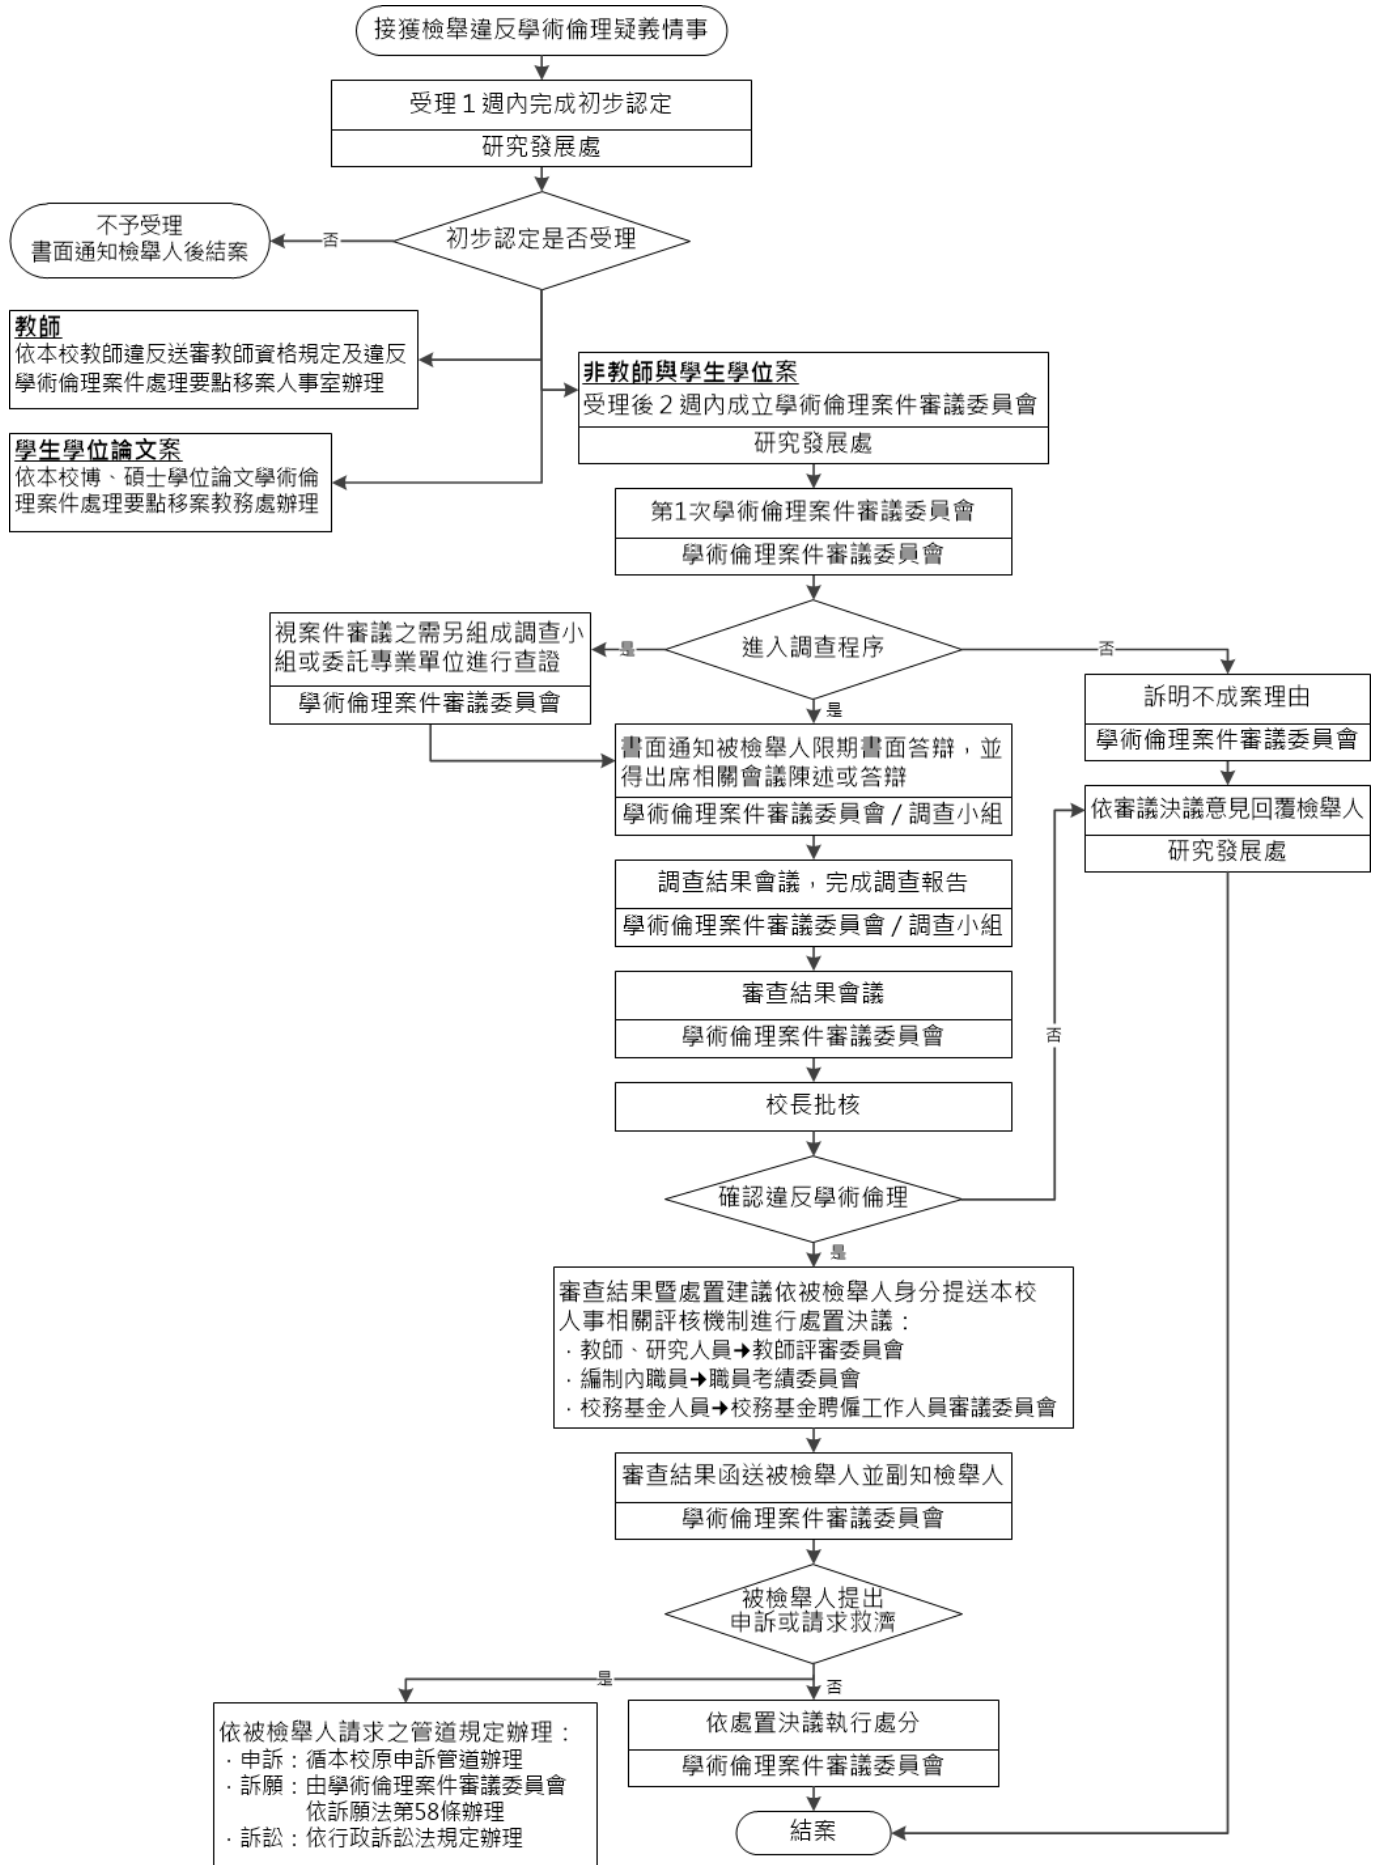 接獲檢舉違反學術倫理疑義情事
受理1週內完成初步認定
研究發展處
初步認定是否受理
否
不予受理
書面通知檢舉人後結案
教師
依本校教師違反送審教師資格規定及違反
學術倫理案件處理要點移案人事室辦理
非教師與學生學位案
受理後2週內成立學術倫理案件審議委員會
研究發展處
學生學位論文案
依本校博、碩士學位論文學術倫
理案件處理要點移案教務處辦理
第1次學術倫理案件審議委員會
學術倫理案件審議委員會
進入調查程序
是
否
視案件審議之需另組成調查小
組或委託專業單位進行查證
學術倫理案件審議委員會
訴明不成案理由
學術倫理案件審議委員會
是
書面通知被檢舉人限期書面答辯，並
得出席相關會議陳述或答辯
學術倫理案件審議委員會/調查小組
依審議決議意見回覆檢舉人
研究發展處
調查結果會議，完成調查報告
學術倫理案件審議委員會/調查小組
審查結果會議
學術倫理案件審議委員會
否
校長批核
確認違反學術倫理
是
審查結果暨處置建議依被檢舉人身分提送本校
人事相關評核機制進行處置決議：
·教師、研究人員➔教師評審委員會
·編制內職員➔職員考績委員會
·校務基金人員➔校務基金聘僱工作人員審議委員會
審查結果函送被檢舉人並副知檢舉人
學術倫理案件審議委員會
被檢舉人提出
申訴或請求救濟
是
否
依被檢舉人請求之管道規定辦理：
·申訴：循本校原申訴管道辦理
·訴願：由學術倫理案件審議委員會
依訴願法第58條辦理
·訴訟：依行政訴訟法規定辦理
依處置決議執行處分
學術倫理案件審議委員會
結案